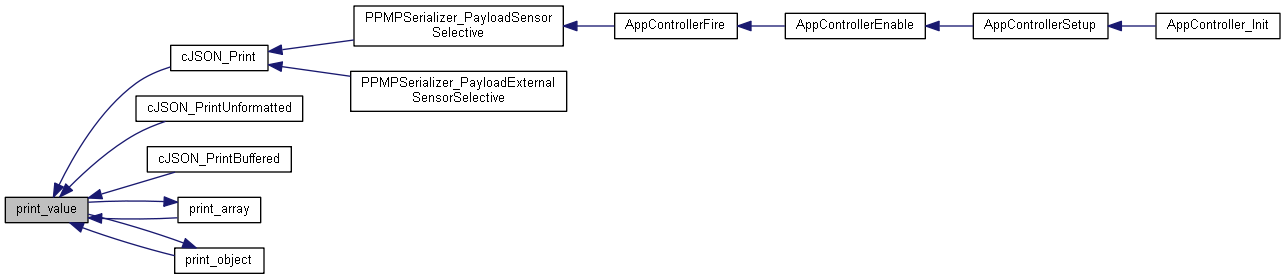 PPMPSerializer_PayloadSensor
Selective
AppControllerFire
AppControllerEnable
AppControllerSetup
AppController_Init
cJSON_Print
PPMPSerializer_PayloadExternal
SensorSelective
cJSON_PrintUnformatted
cJSON_PrintBuffered
print_value
print_array
print_object